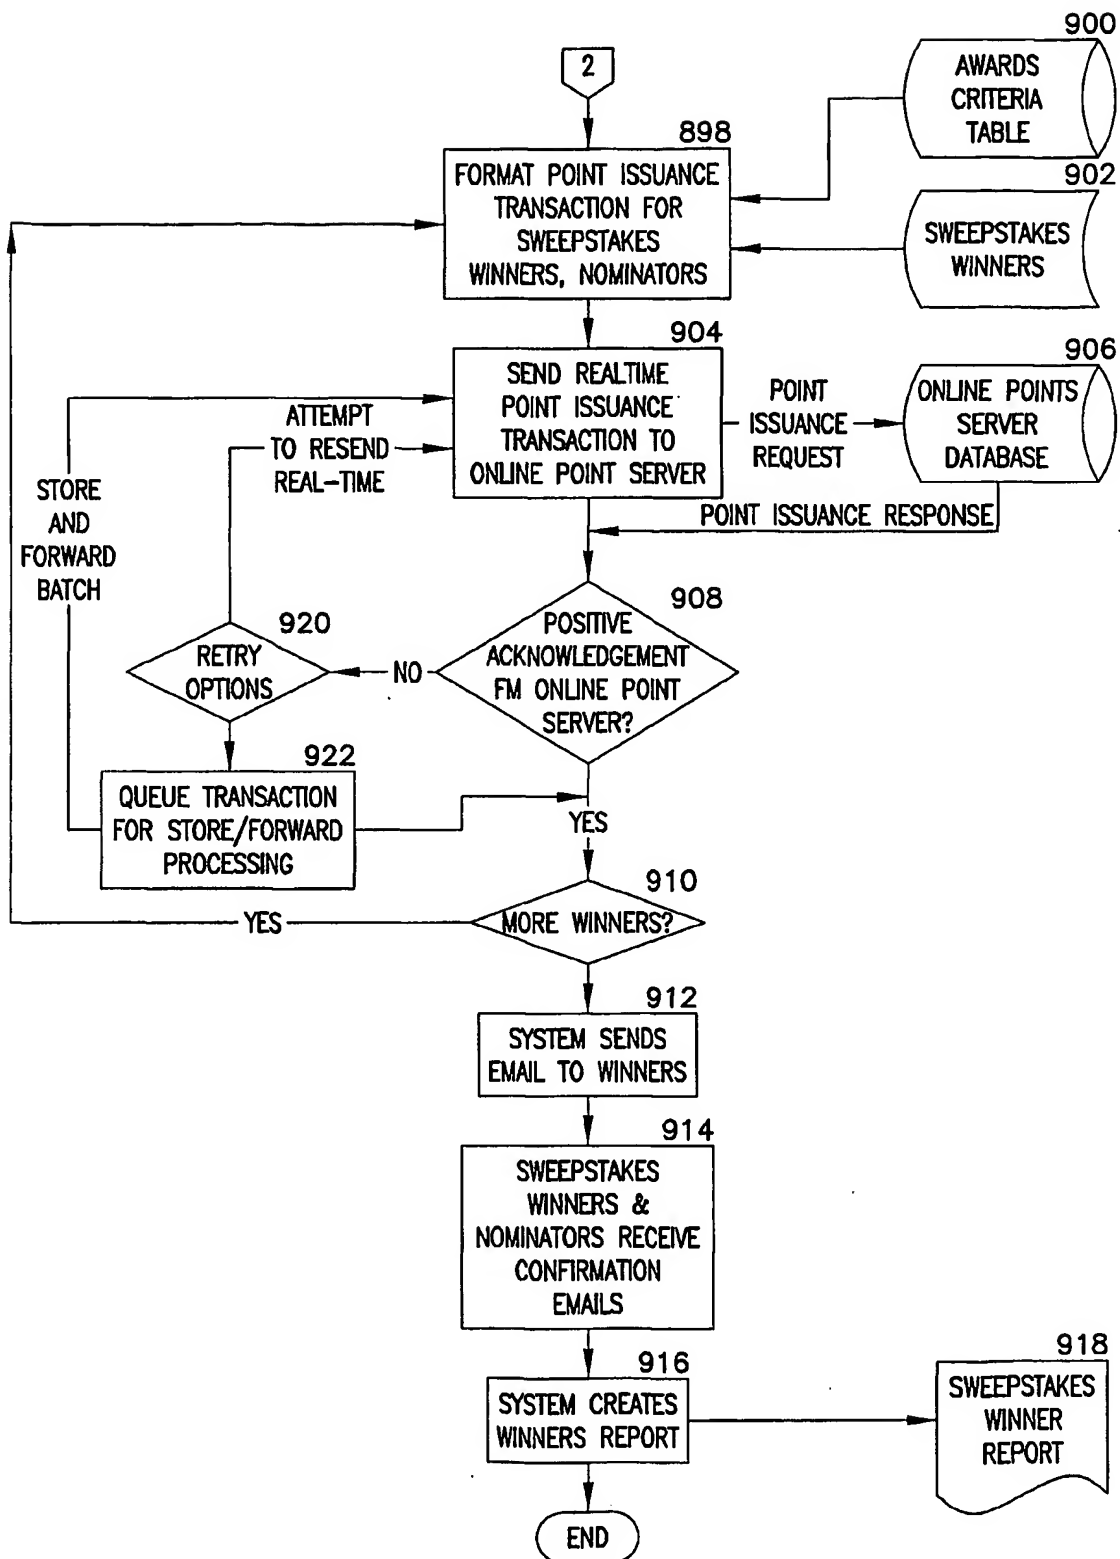 900
AWARDS
CRITERIA
TABLE
2
898
FORMAT POINT ISSUANCE
TRANSACTION FOR
SWEEPSTAKES
WINNERS, NOMINATORS
902
SWEEPSTAKES
WINNERS
904
SEND REALTIME
POINT ISSUANCE
TRANSACTION TO
ONLINE POINT SERVER
POINT
ISSUANCE
REQUEST
906
ONLINE POINTS
SERVER
DATABASE
ATTEMPT
TO RESEND
REAL-TIME
STORE
AND
FORWARD
BATCH
POINT ISSUANCE RESPONSE
908
POSITIVE
ACKNOWLEDGEMENT
FM ONLINE POINT
SERVER?
NO
920
RETRY
OPTIONS
922
QUEUE TRANSACTION
FOR STORE/FORWARD
PROCESSING
YES
910
MORE WINNERS?
YES
912
SYSTEM SENDS
EMAIL TO WINNERS
914
SWEEPSTAKES
WINNERS &
NOMINATORS RECEIVE
CONFIRMATION
EMAILS
916
SYSTEM CREATES
WINNERS REPORT
918
SWEEPSTAKES
WINNER
REPORT
END